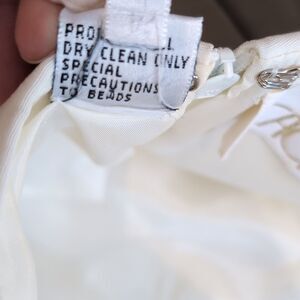 DRY CLEAN ONLY
SPECIAL
PRECAUTIONS
TO BEADS